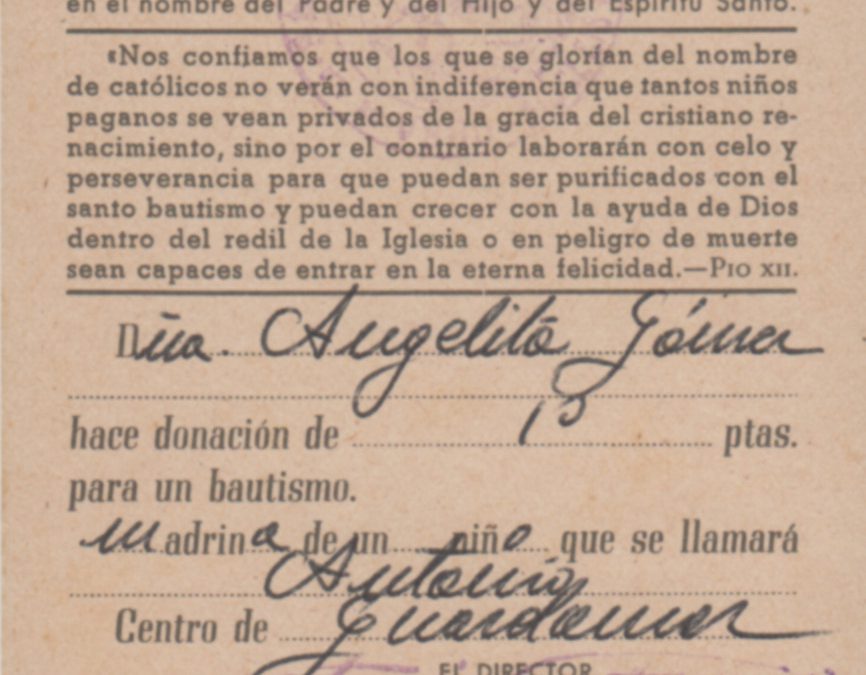 en el nombre del Padre y del Hijo y del Espíritu Santo.
«Nos confiamos que los que se glorían del nombre
de católicos no verán con indiferencia que tantos niños
paganos se vean privados de la gracia del cristiano re-
nacimiento, sino por el contrario laborarán con celo y
perseverancia para que puedan ser purificados con el
santo bautismo y puedan crecer con la ayuda de Dios
dentro del redil de la Iglesia o en peligro de muerte
sean capaces de entrar en la eterna felicidad.—PIO XII.
Dña. Angelita Gómez
hace donación de 15 ptas.
para un bautismo.
Madrina de un niño que se llamará
Antonio
Centro de Guardamar
EL DIRECTOR